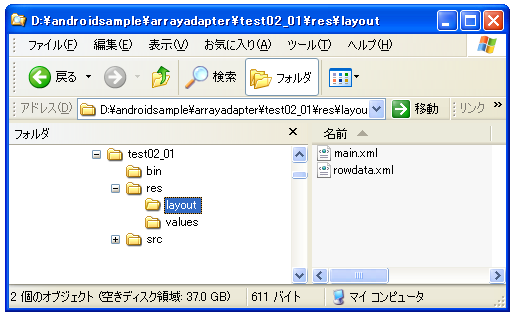 D:¥androidsample¥arrayadapter¥test02_01¥res¥layout
ファイル(F) 編集(E) 表示(V) お気に入り(A) ツール(T) ヘルプ(H)
戻る 検索 フォルダ
アドレス(D) D:¥androidsample¥arrayadapter¥test02_01¥res¥layou 移動 リンク »
フォルダ × 名前
test02_01
bin
res
layout
values
src
main.xml
rowdata.xml
2 個のオブジェクト (空きディスク領域: 37.0 GB) 611 バイト マイ コンピュータ